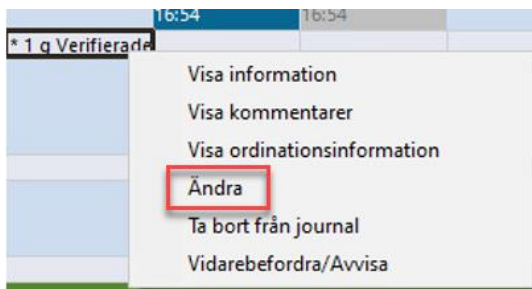 16:54 16:54
* 1 g Verifierade
Visa information
Visa kommentarer
Visa ordinationsinformation
Ändra
Ta bort från journal
Vidarebefordra/Avvisa